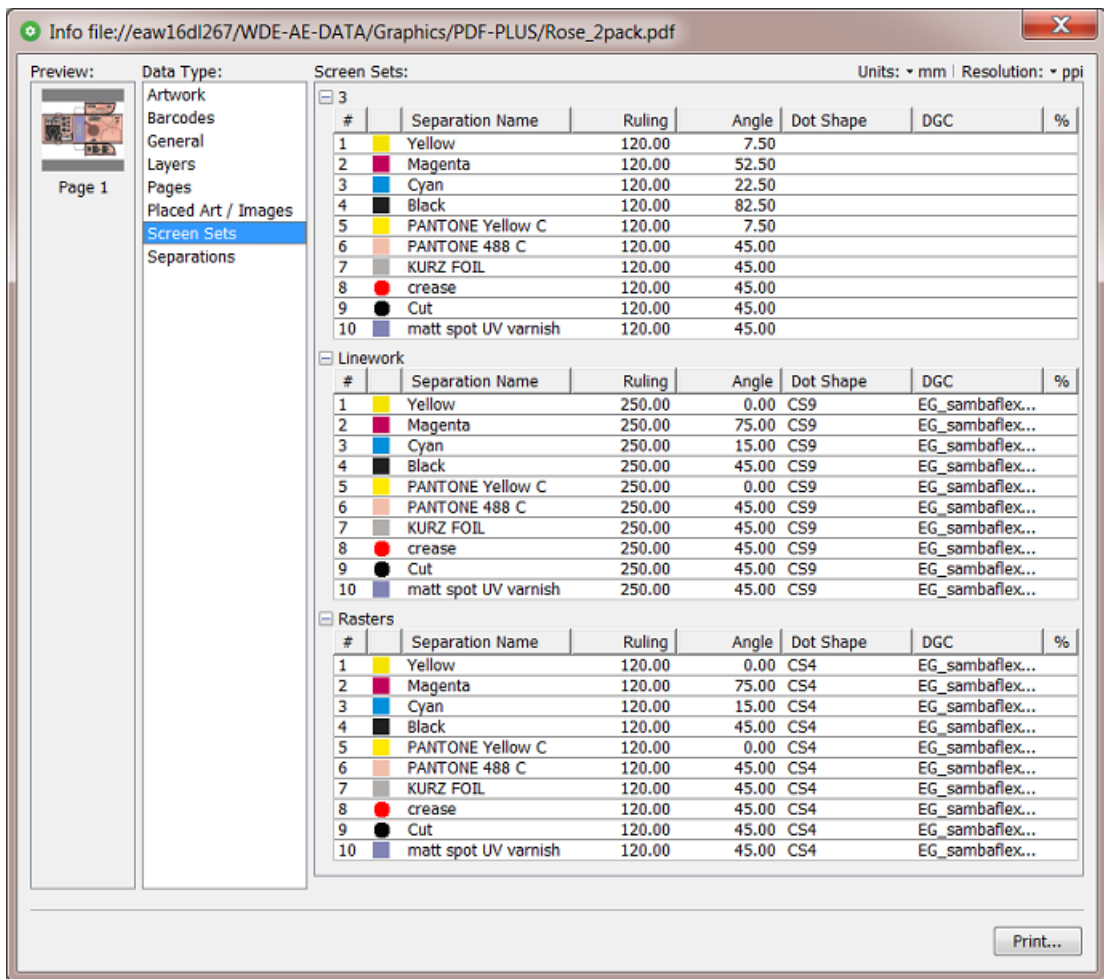 Info file://eaw16dl267/WDE-AE-DATA/Graphics/PDF-PLUS/Rose_2pack.pdf
X
Preview:
Page 1
Data Type:
Artwork
Barcodes
General
Layers
Pages
Placed Art / Images
Screen Sets
Separations
Screen Sets: Units: mm | Resolution: ppi
3
# Separation Name Ruling Angle Dot Shape DGC %
1 Yellow 120.00 7.50
2 Magenta 120.00 52.50
3 Cyan 120.00 22.50
4 Black 120.00 82.50
5 PANTONE Yellow C 120.00 7.50
6 PANTONE 488 C 120.00 45.00
7 KURZ FOIL 120.00 45.00
8 crease 120.00 45.00
9 Cut 120.00 45.00
10 matt spot UV varnish 120.00 45.00
Linework
# Separation Name Ruling Angle Dot Shape DGC %
1 Yellow 250.00 0.00 CS9 EG_sambaflex...
2 Magenta 250.00 75.00 CS9 EG_sambaflex...
3 Cyan 250.00 15.00 CS9 EG_sambaflex...
4 Black 250.00 45.00 CS9 EG_sambaflex...
5 PANTONE Yellow C 250.00 0.00 CS9 EG_sambaflex...
6 PANTONE 488 C 250.00 45.00 CS9 EG_sambaflex...
7 KURZ FOIL 250.00 45.00 CS9 EG_sambaflex...
8 crease 250.00 45.00 CS9 EG_sambaflex...
9 Cut 250.00 45.00 CS9 EG_sambaflex...
10 matt spot UV varnish 250.00 45.00 CS9 EG_sambaflex...
Rasters
# Separation Name Ruling Angle Dot Shape DGC %
1 Yellow 120.00 0.00 CS4 EG_sambaflex...
2 Magenta 120.00 75.00 CS4 EG_sambaflex...
3 Cyan 120.00 15.00 CS4 EG_sambaflex...
4 Black 120.00 45.00 CS4 EG_sambaflex...
5 PANTONE Yellow C 120.00 0.00 CS4 EG_sambaflex...
6 PANTONE 488 C 120.00 45.00 CS4 EG_sambaflex...
7 KURZ FOIL 120.00 45.00 CS4 EG_sambaflex...
8 crease 120.00 45.00 CS4 EG_sambaflex...
9 Cut 120.00 45.00 CS4 EG_sambaflex...
10 matt spot UV varnish 120.00 45.00 CS4 EG_sambaflex...
Print...